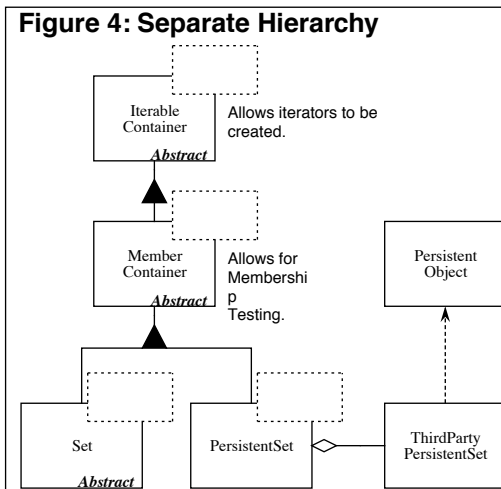 Figure 4: Separate Hierarchy
Iterable
Container
Abstract
Allows iterators to be
created.
Member
Container
Abstract
Allows for
Membershi
p
Testing.
Persistent
Object
Set
Abstract
PersistentSet
ThirdParty
PersistentSet